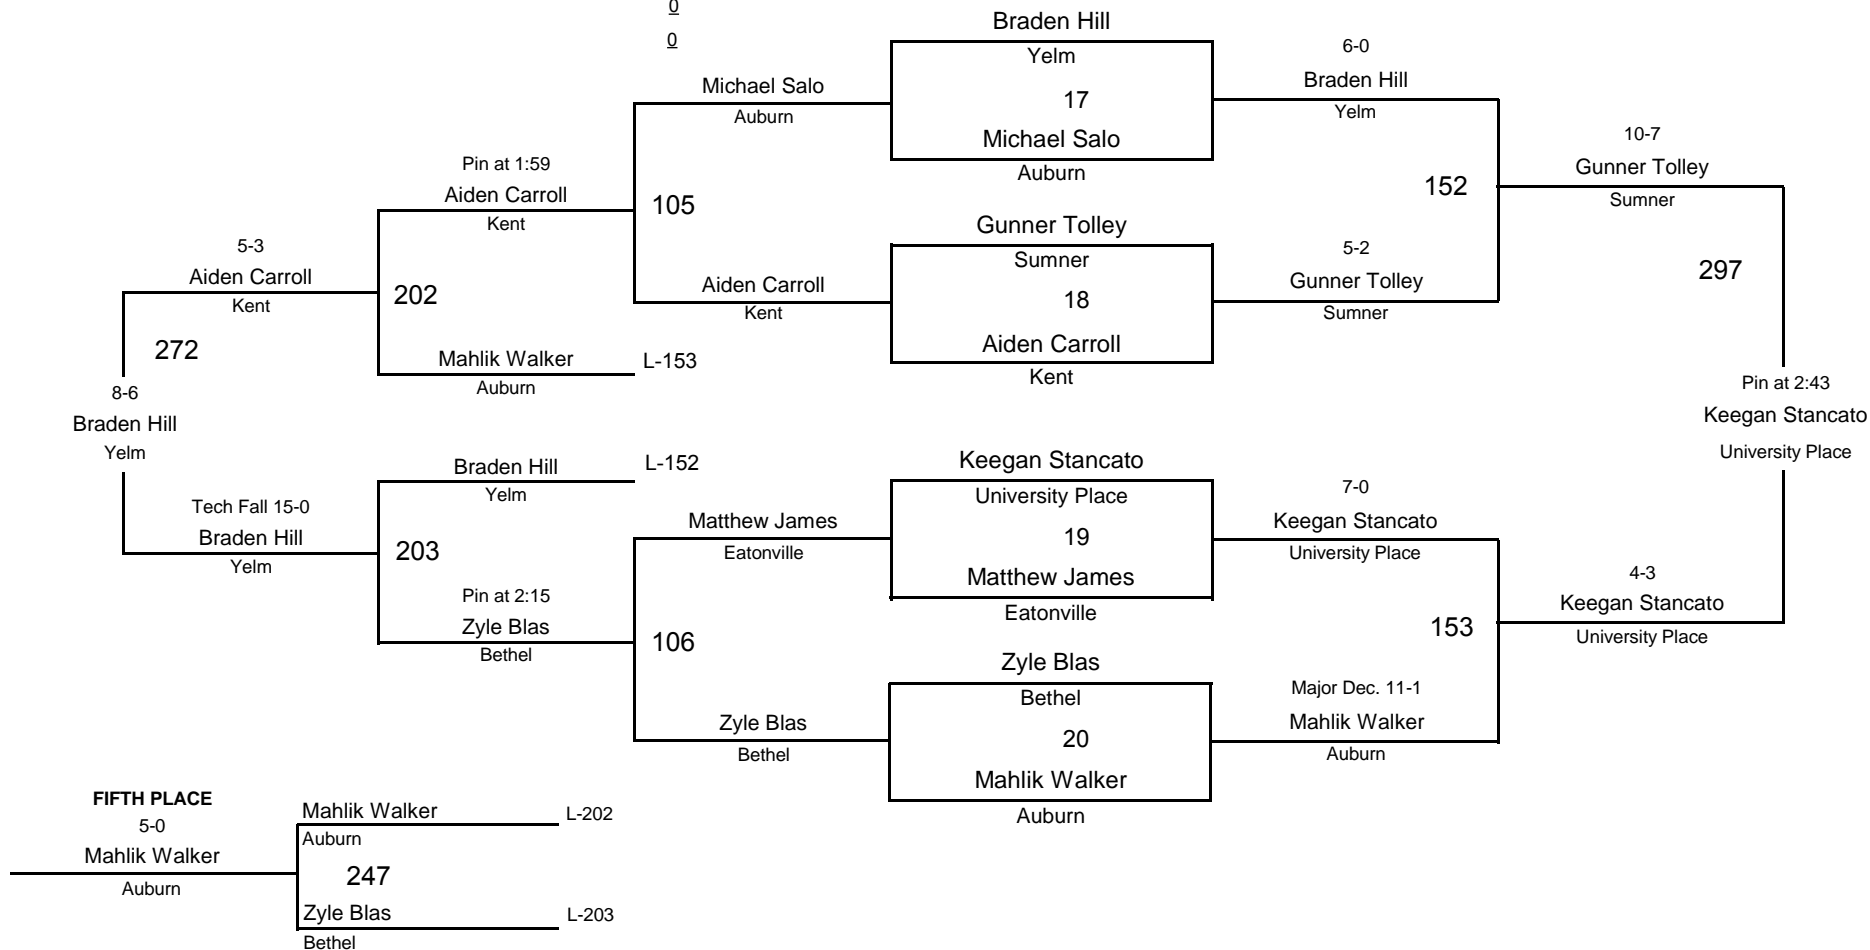 0
0
Braden Hill
Yelm
17
Michael Salo
Auburn
Michael Salo
Auburn
6-0
Braden Hill
Yelm
152
10-7
Gunner Tolley
Sumner
Pin at 1:59
Aiden Carroll
Kent
105
Gunner Tolley
Sumner
18
Aiden Carroll
Kent
Aiden Carroll
Kent
5-2
Gunner Tolley
Sumner
297
5-3
Aiden Carroll
Kent
202
272
Mahlik Walker
L-153
Auburn
8-6
Braden Hill
Yelm
Pin at 2:43
Keegan Stancato
University Place
Braden Hill
L-152
Yelm
Keegan Stancato
University Place
19
Matthew James
Eatonville
Matthew James
Eatonville
7-0
Keegan Stancato
University Place
Tech Fall 15-0
Braden Hill
Yelm
203
Pin at 2:15
Zyle Blas
Bethel
106
153
4-3
Keegan Stancato
University Place
Zyle Blas
Bethel
20
Mahlik Walker
Auburn
Zyle Blas
Bethel
Major Dec. 11-1
Mahlik Walker
Auburn
FIFTH PLACE
5-0
Mahlik Walker
Auburn
Mahlik Walker
L-202
Auburn
247
Zyle Blas
L-203
Bethel